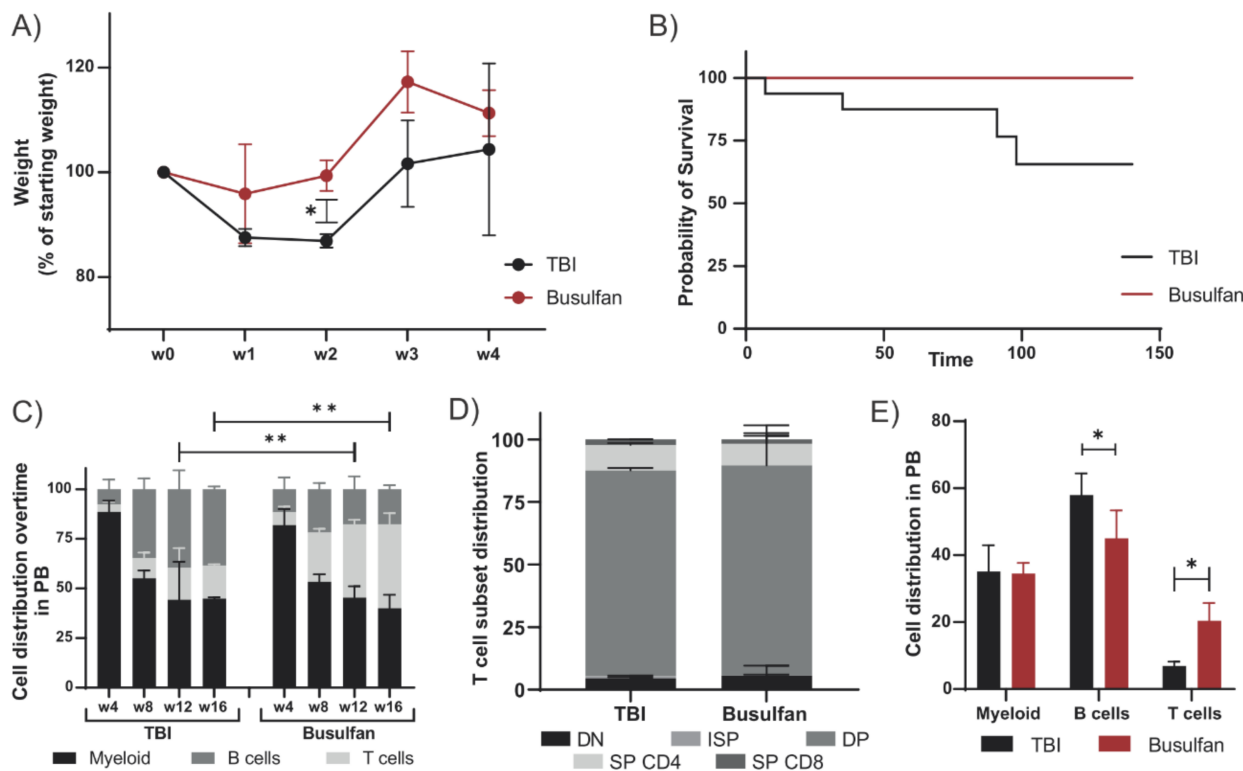 A)
Weight
(% of starting weight)
120
100
80
*
TBI
Busulfan
w0 w1 w2 w3 w4
B)
Probability of Survival
100
75
50
25
0
TBI
Busulfan
0 50 100 150
Time
C)
Cell distribution overtime
in PB
**
**
100
75
50
25
0
w4 w8 w12 w16 w4 w8 w12 w16
TBI Busulfan
Myeloid B cells T cells
D)
T cell subset distribution
100
75
50
25
0
TBI Busulfan
DN ISP DP
SP CD4 SP CD8
E)
Cell distribution in PB
80
60
40
20
0
*
*
Myeloid B cells T cells
TBI Busulfan